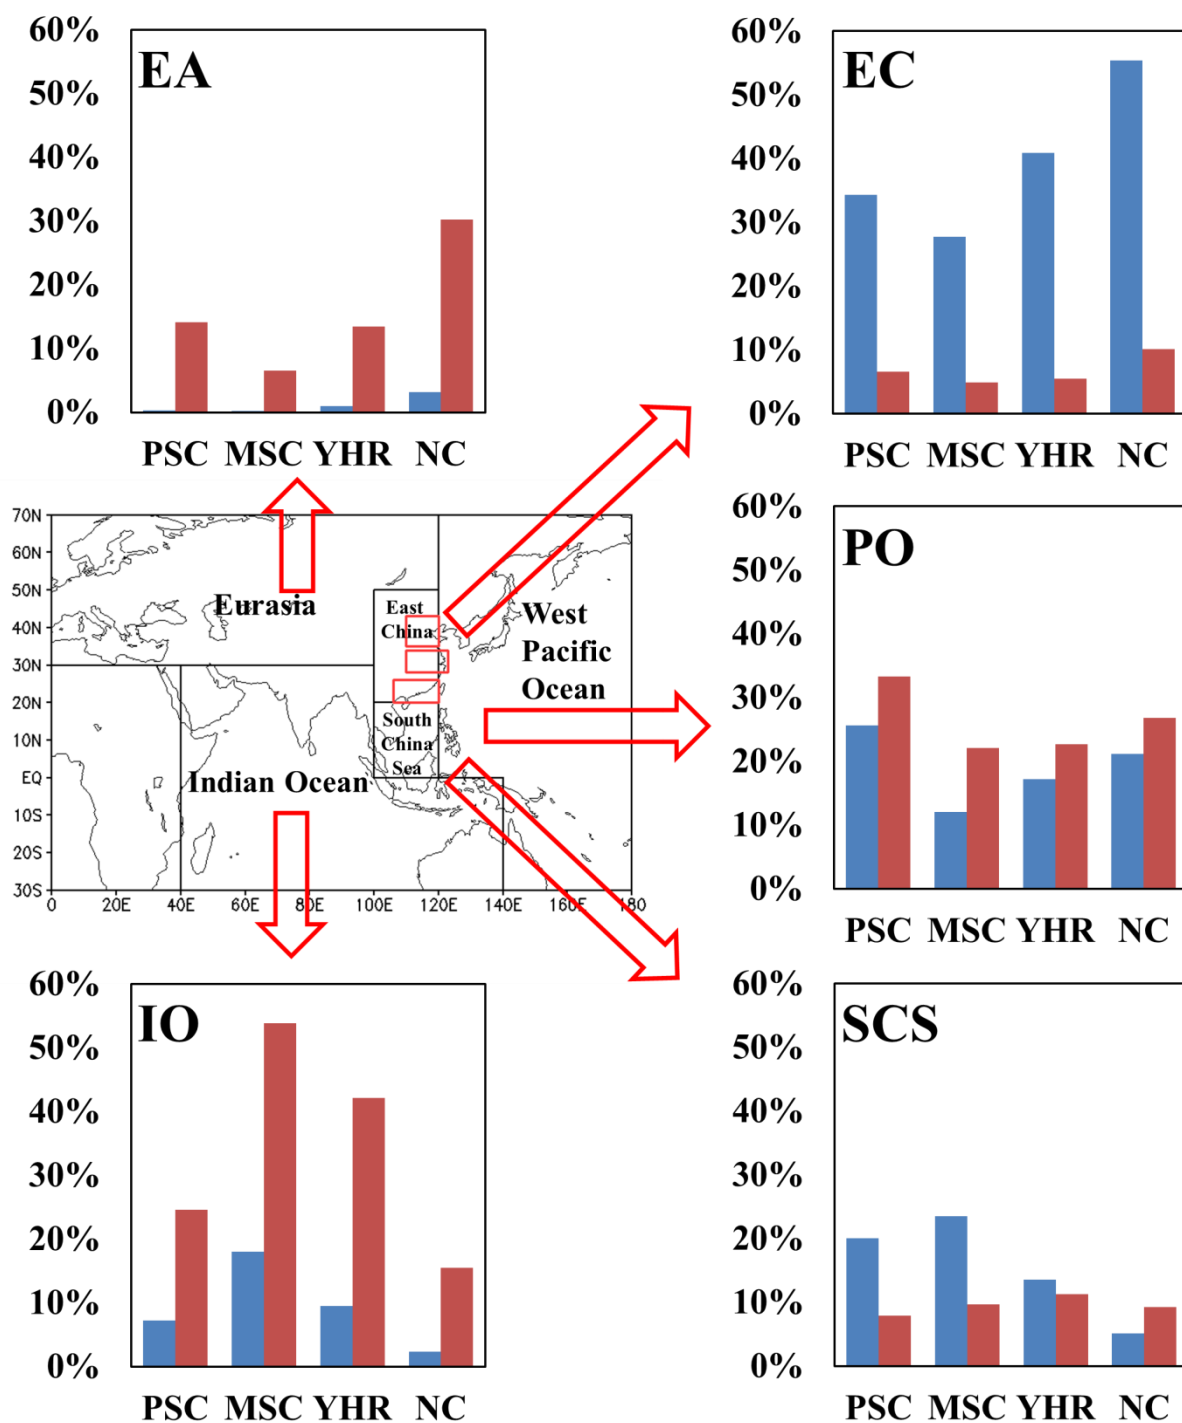 60%
EA
50%
40%
30%
20%
10%
0%
PSC MSC YHR NC
60%
EC
50%
40%
30%
20%
10%
0%
PSC MSC YHR NC
70N
60N
50N
40N
30N
20N
10N
EQ
10S
20S
30S
0 20E 40E 60E 80E 100E 120E 140E 160E 180
Eurasia
East
China
West
Pacific
Ocean
South
China
Sea
Indian Ocean
60%
PO
50%
40%
30%
20%
10%
0%
PSC MSC YHR NC
60%
IO
50%
40%
30%
20%
10%
0%
PSC MSC YHR NC
60%
SCS
50%
40%
30%
20%
10%
0%
PSC MSC YHR NC